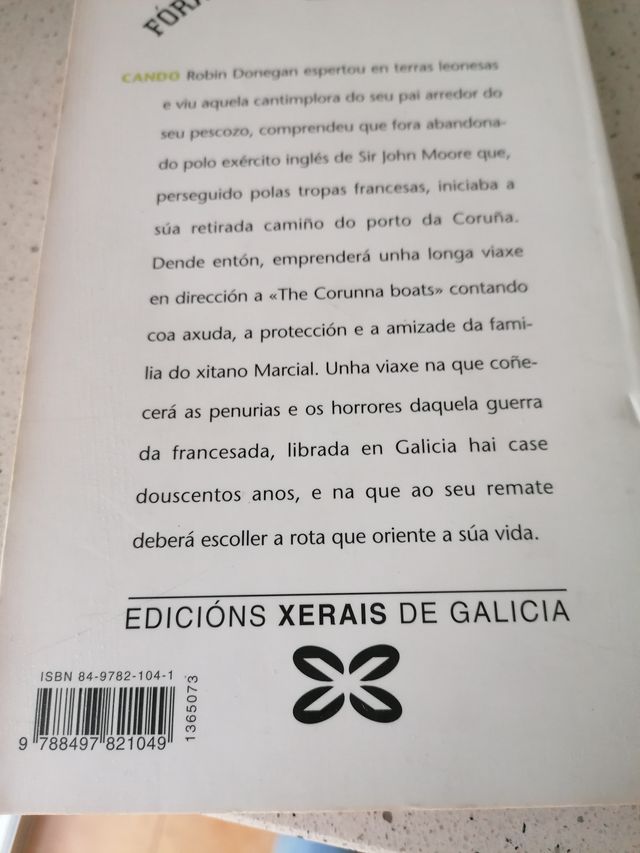 CANDO Robin Donegan espertou en terras leonesas
e viu aquela cantimplora do seu pai arredor do
seu pescozo, comprendeu que fora abandona-
do polo exército inglés de Sir John Moore que,
perseguido polas tropas francesas, iniciaba a
súa retirada camiño do porto da Coruña.
Dende entón, emprenderá unha longa viaxe
en dirección a «The Corunna boats» contando
coa axuda, a protección e a amizade da fami-
lia do xitano Marcial. Unha viaxe na que coñe-
cerá as penurias e os horrores daquela guerra
da francesada, librada en Galicia hai case
douscentos anos, e na que ao seu remate
deberá escoller a rota que oriente a súa vida.
EDICIÓNS XERAIS DE GALICIA
ISBN 84-9782-104-1
9 788497 821049
1365073